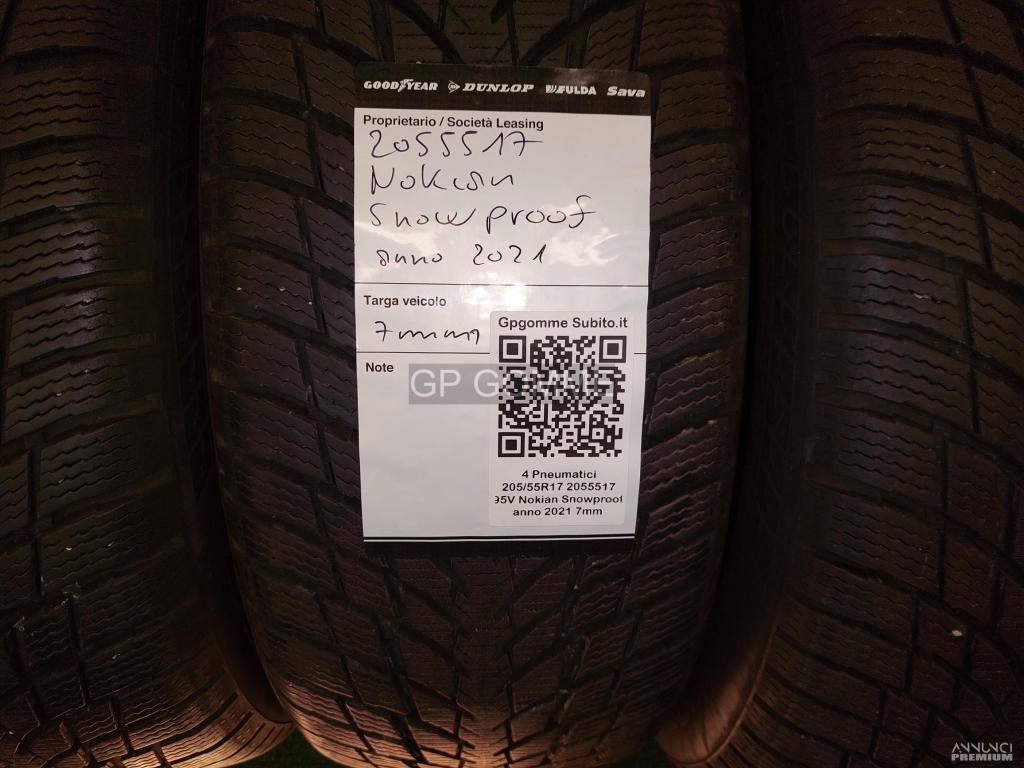 GOODYEAR DUNLOP FULDA Sava
Proprietario / Società Leasing
2055517
Nokian
Snowproof
anno 2021
Targa veicolo
7mm
Gpgomme Subito.it
Note
GP
4 Pneumatici
205/55R17 2055517
95V Nokian Snowproof
anno 2021 7mm
ANNUNCI
PREMIUM